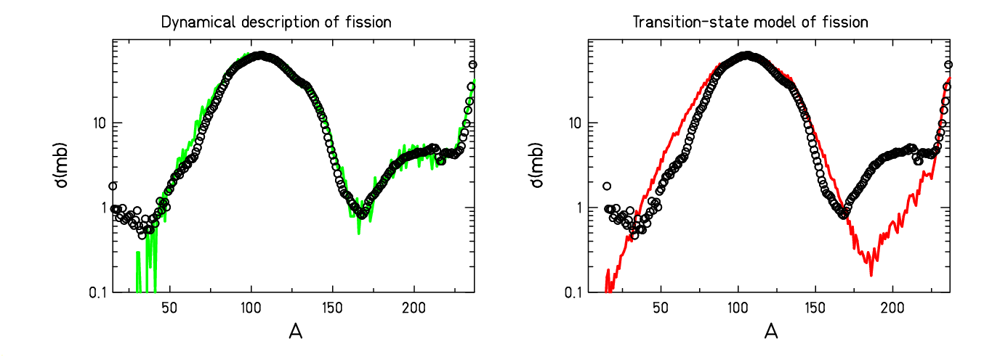 Dynamical description of fission
d(mb)
10
1
0.1
50 100 150 200
A
Transition-state model of fission
d(mb)
10
1
0.1
50 100 150 200
A